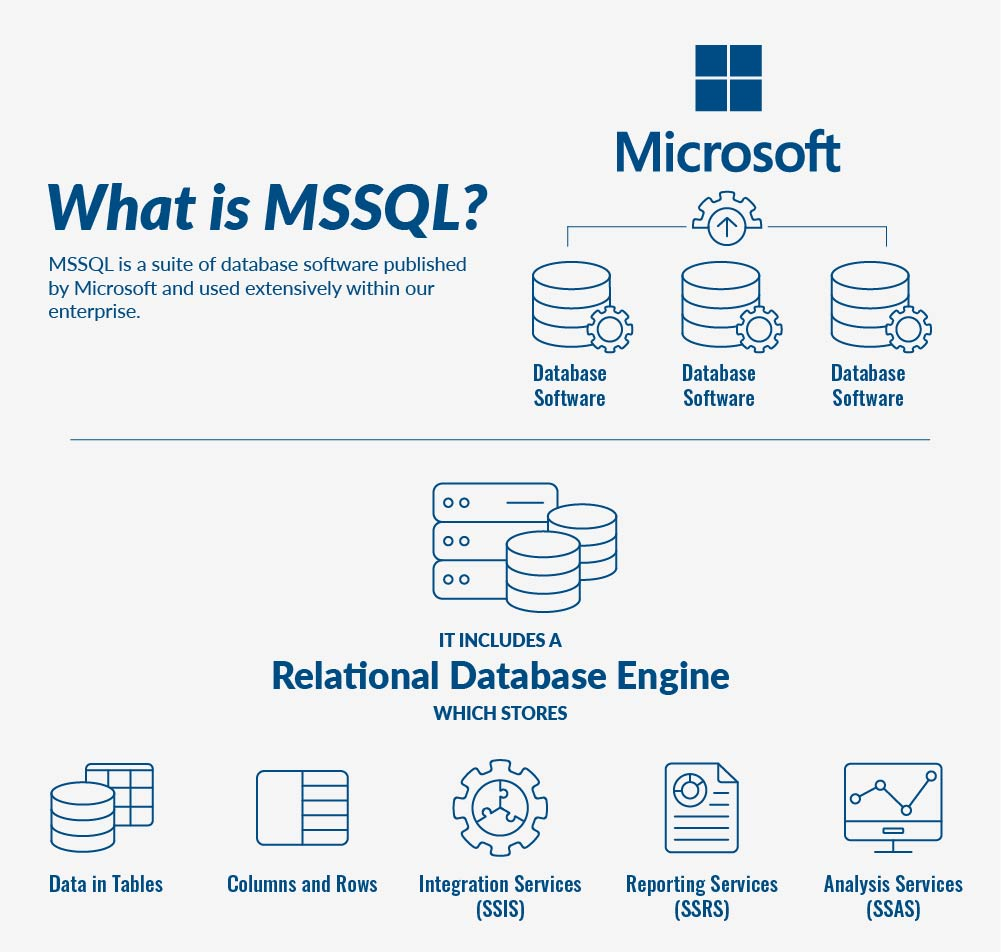 Microsoft
What is MSSQL?
MSSQL is a suite of database software published
by Microsoft and used extensively within our
enterprise.
Database
Software
Database
Software
Database
Software
IT INCLUDES A
Relational Database Engine
WHICH STORES
Data in Tables
Columns and Rows
Integration Services
(SSIS)
Reporting Services
(SSRS)
Analysis Services
(SSAS)